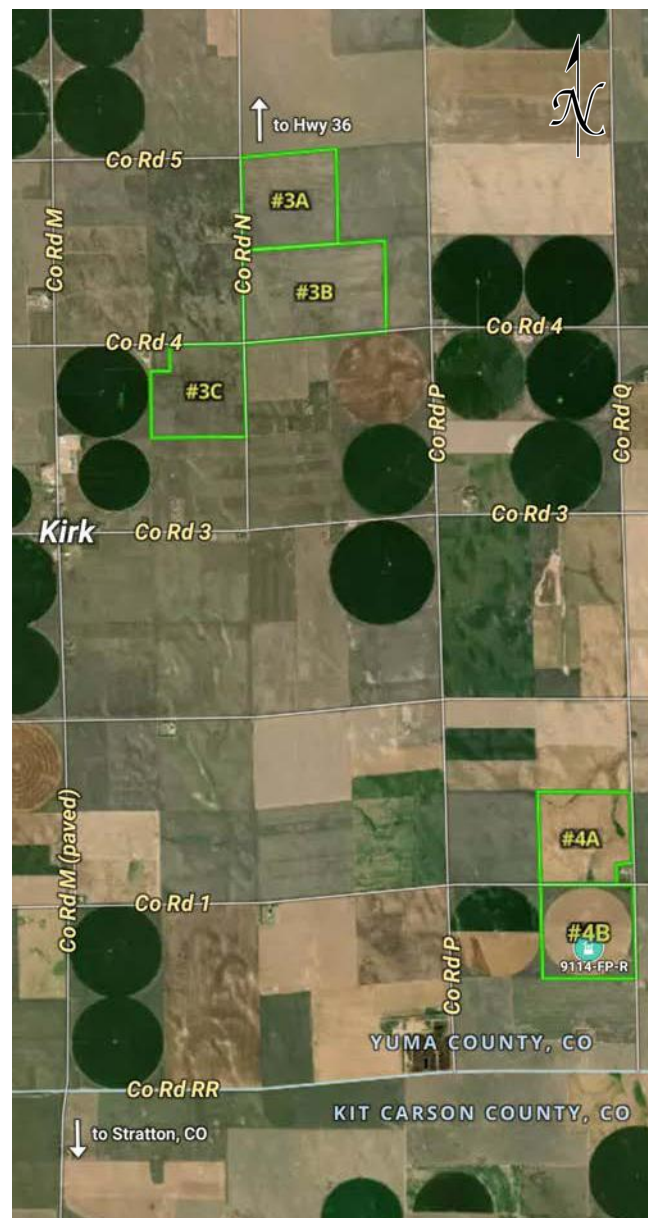 N
to Hwy 36
Co Rd 5
#3A
Co Rd M
Co Rd N
#3B
Co Rd 4
Co Rd 4
#3C
Co Rd P
Co Rd Q
Co Rd 3
Kirk
Co Rd 3
Co Rd M (paved)
#4A
Co Rd 1
#4B
9114-FP-R
Co Rd P
YUMA COUNTY, CO
Co Rd RR
KIT CARSON COUNTY, CO
to Stratton, CO